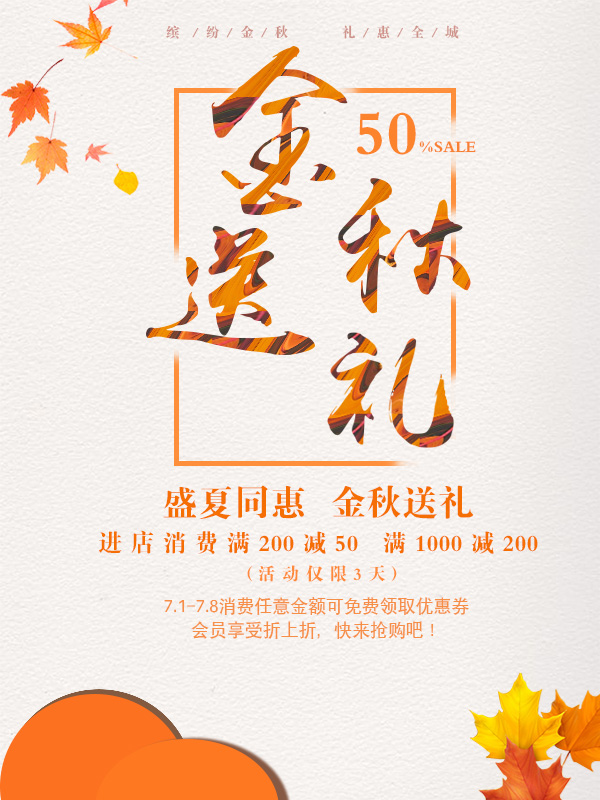 缤/纷/金/秋 礼/惠/全/城
金秋
送礼
50%SALE
盛夏同惠 金秋送礼
进店消费满200减50 满1000减200
（活动仅限3天）
7.1-7.8消费任意金额可免费领取优惠券
会员享受折上折，快来抢购吧！